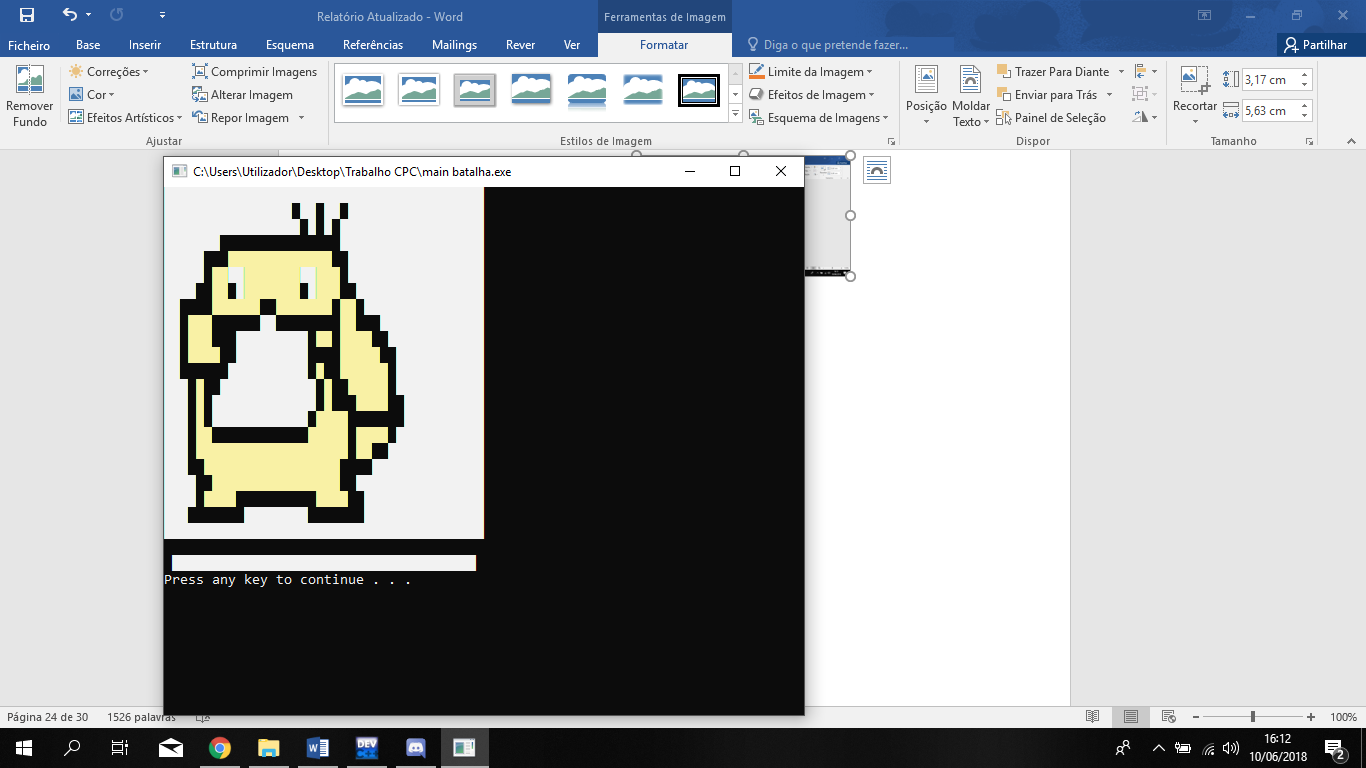 Relatório Atualizado - Word
Ferramentas de Imagem
Ficheiro Base Inserir Estrutura Esquema Referências Mailings Rever Ver Formatar Diga o que pretende fazer... Partilhar
Remover Fundo
Correções
Cor
Efeitos Artísticos
Comprimir Imagens
Alterar Imagem
Repor Imagem
Ajustar
Estilos de Imagem
Limite da Imagem
Efeitos de Imagem
Esquema de Imagens
Posição
Moldar Texto
Trazer Para Diante
Enviar para Trás
Painel de Seleção
Dispor
Recortar
3,17 cm
5,63 cm
Tamanho
C:\Users\Utilizador\Desktop\Trabalho CPC\main batalha.exe
Press any key to continue . . .
Página 24 de 30 1526 palavras 100%
DEV
16:12
10/06/2018
2